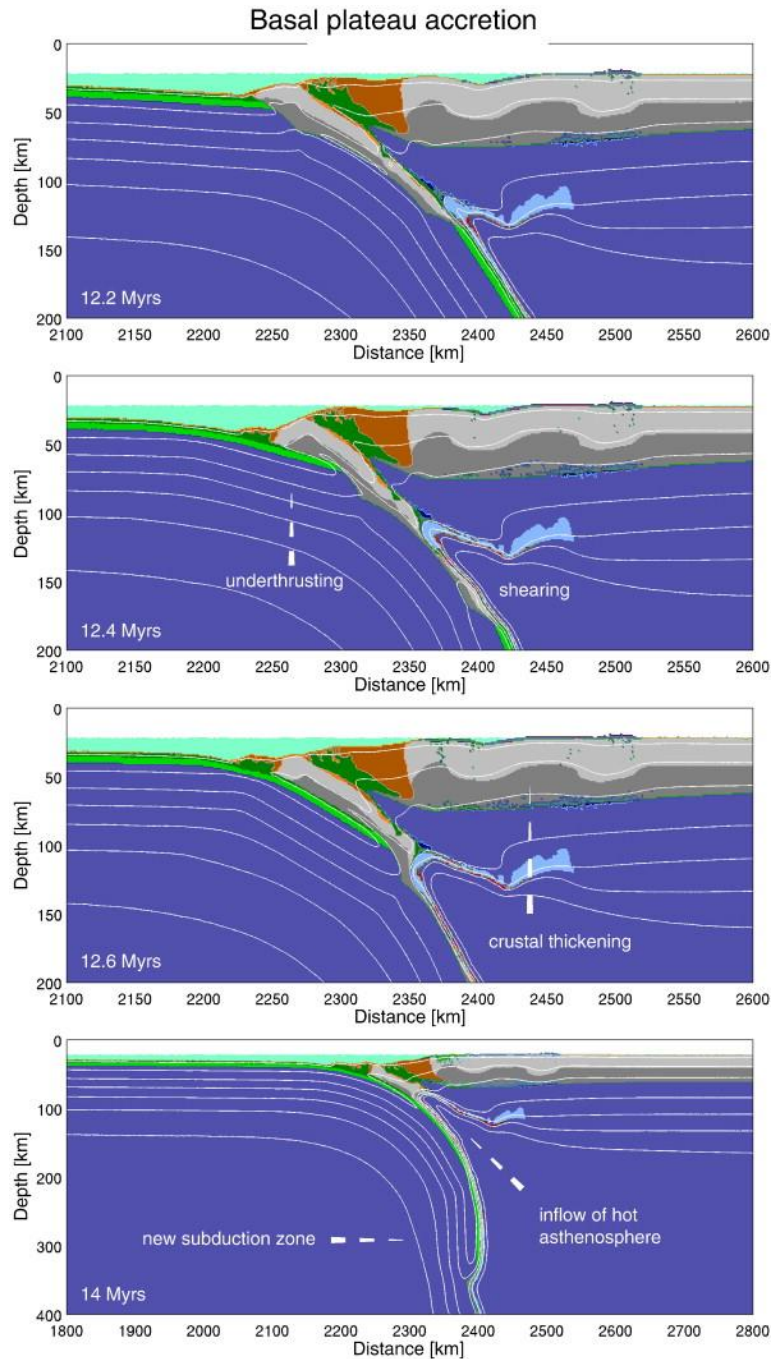 Basal plateau accretion
0
50
100
150
200
Depth [km]
12.2 Myrs
2100 2150 2200 2250 2300 2350 2400 2450 2500 2550 2600
Distance [km]
0
50
100
150
200
Depth [km]
underthrusting
shearing
12.4 Myrs
2100 2150 2200 2250 2300 2350 2400 2450 2500 2550 2600
Distance [km]
0
50
100
150
200
Depth [km]
crustal thickening
12.6 Myrs
2100 2150 2200 2250 2300 2350 2400 2450 2500 2550 2600
Distance [km]
0
100
200
300
400
Depth [km]
new subduction zone
inflow of hot
asthenosphere
14 Myrs
1800 1900 2000 2100 2200 2300 2400 2500 2600 2700 2800
Distance [km]